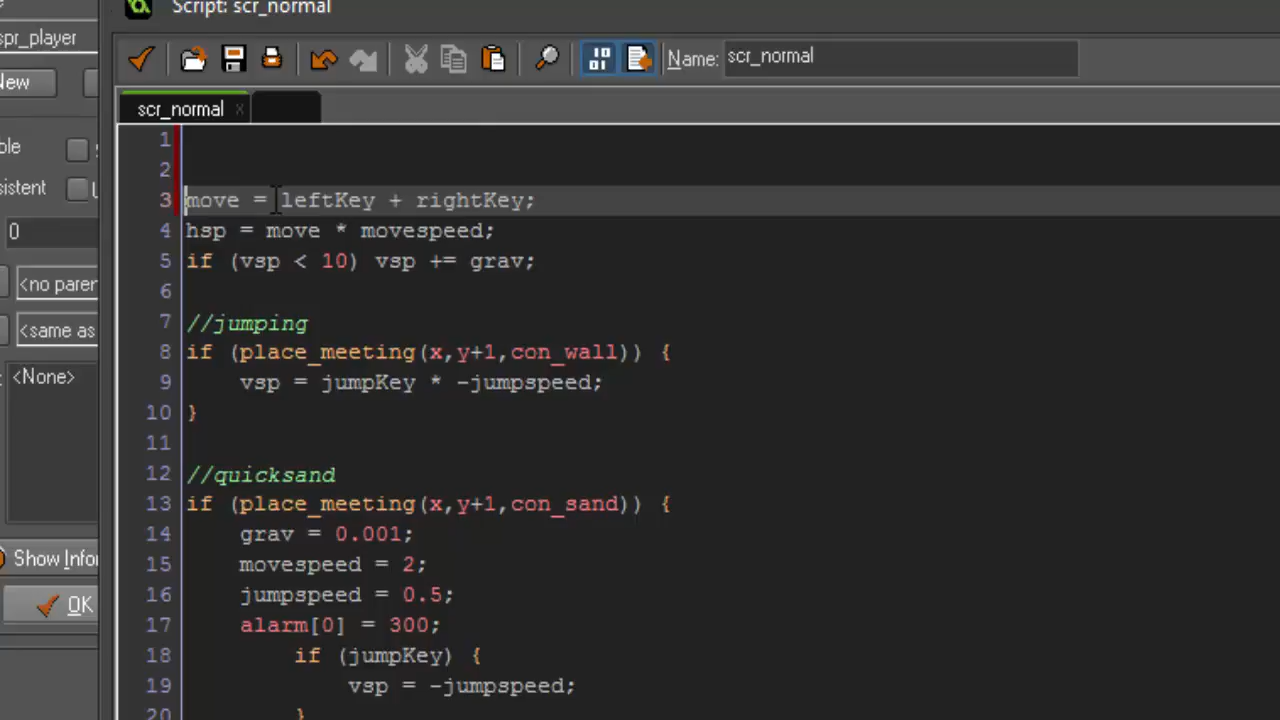 Script: scr_normal
spr_player
New
Name: scr_normal
scr_normal x
1
2
3 move = leftKey + rightKey;
4 hsp = move * movespeed;
5 if (vsp < 10) vsp += grav;
6
7 //jumping
8 if (place_meeting(x,y+1,con_wall)) {
9 vsp = jumpKey * -jumpspeed;
10 }
11
12 //quicksand
13 if (place_meeting(x,y+1,con_sand)) {
14 grav = 0.001;
15 movespeed = 2;
16 jumpspeed = 0.5;
17 alarm[0] = 300;
18 if (jumpKey) {
19 vsp = -jumpspeed;
20 }
0
<no paren
<same as
<None>
Show Infor
OK